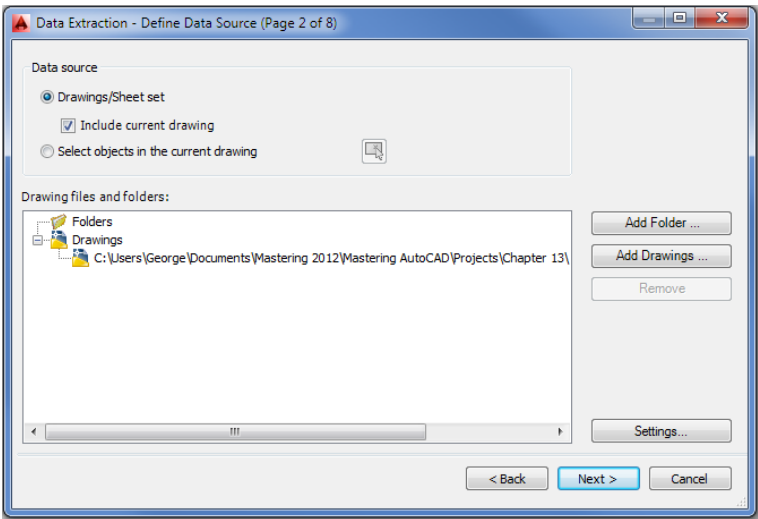 Data Extraction - Define Data Source (Page 2 of 8)
Data source
Drawings/Sheet set
Include current drawing
Select objects in the current drawing
Drawing files and folders:
Folders
Drawings
C:\Users\George\Documents\Mastering 2012\Mastering AutoCAD\Projects\Chapter 13\
Add Folder ...
Add Drawings ...
Remove
Settings...
< Back
Next >
Cancel